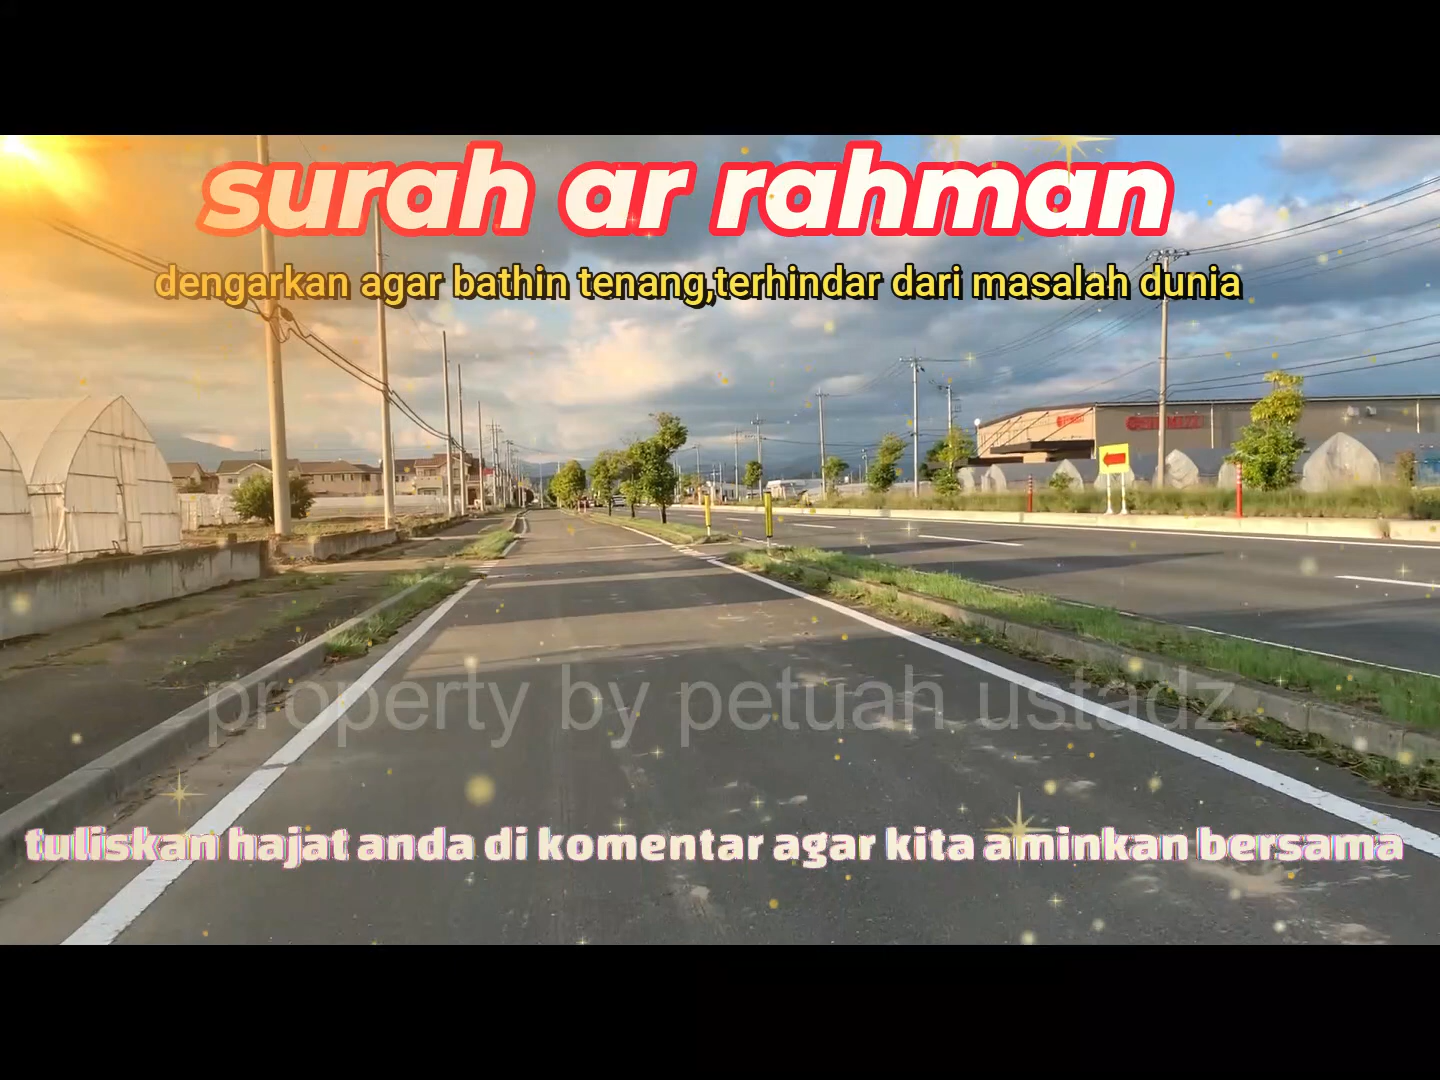 surah ar rahman
dengarkan agar bathin tenang,terhindar dari masalah dunia
property by petuah ustadz
tuliskan hajat anda di komentar agar kita aminkan bersama